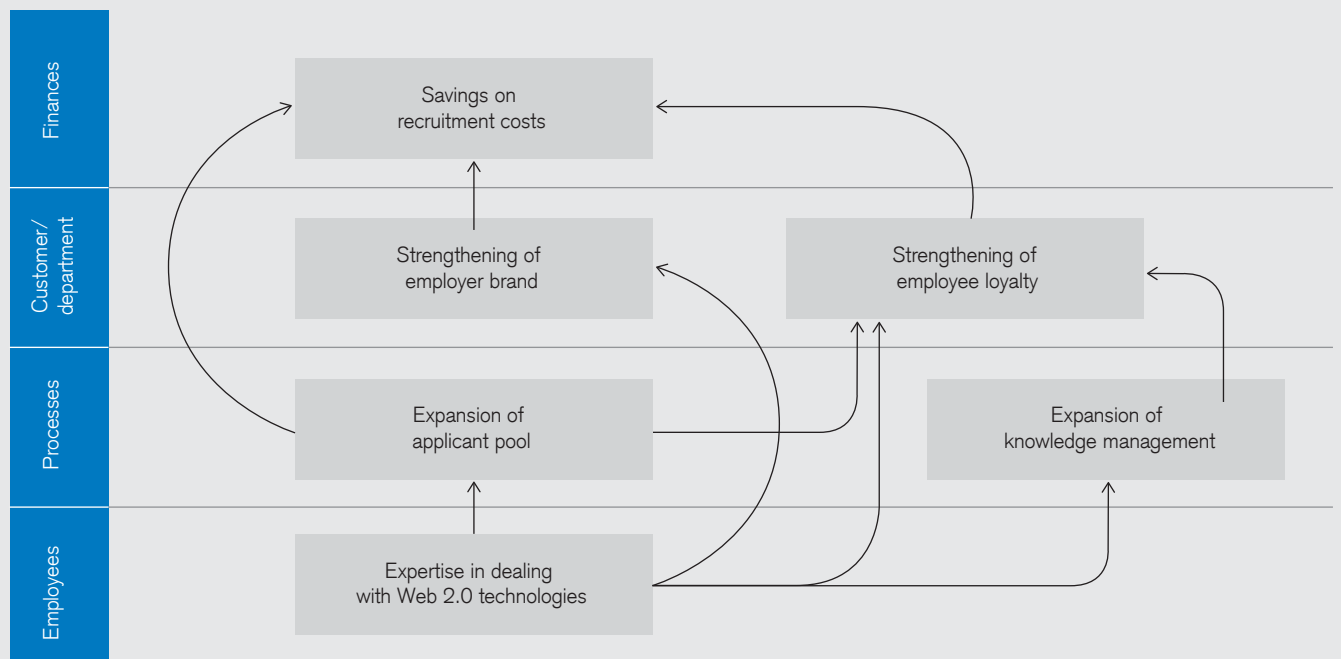 Finances
Savings on
recruitment costs
Customer/
department
Strengthening of
employer brand
Strengthening of
employee loyalty
Processes
Expansion of
applicant pool
Expansion of
knowledge management
Employees
Expertise in dealing
with Web 2.0 technologies